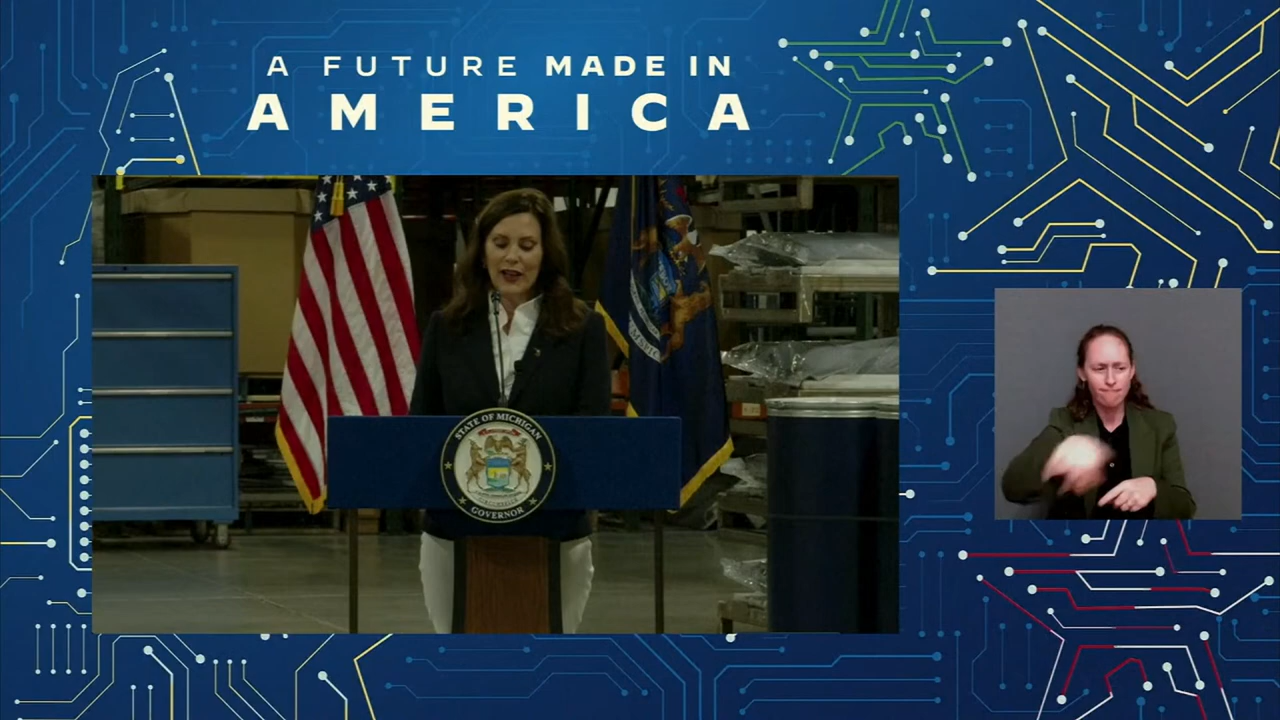 A FUTURE MADE IN
AMERICA
STATE OF MICHIGAN
GOVERNOR